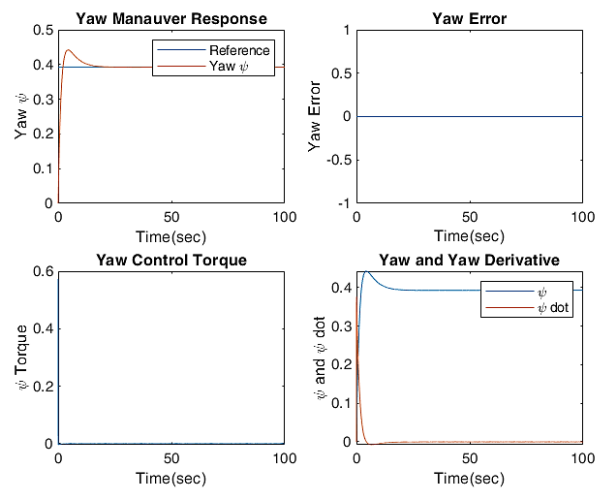 Yaw Manauver Response
Yaw ψ
0.5
0.4
0.3
0.2
0.1
0
0
50
100
Time(sec)
Reference
Yaw ψ
Yaw Error
Yaw Error
1
0.5
0
-0.5
-1
0
50
100
Time(sec)
Yaw Control Torque
ψ Torque
0.6
0.4
0.2
0
0
50
100
Time(sec)
Yaw and Yaw Derivative
ψ and ψ dot
0.4
0.3
0.2
0.1
0
0
50
100
Time(sec)
ψ
ψ dot